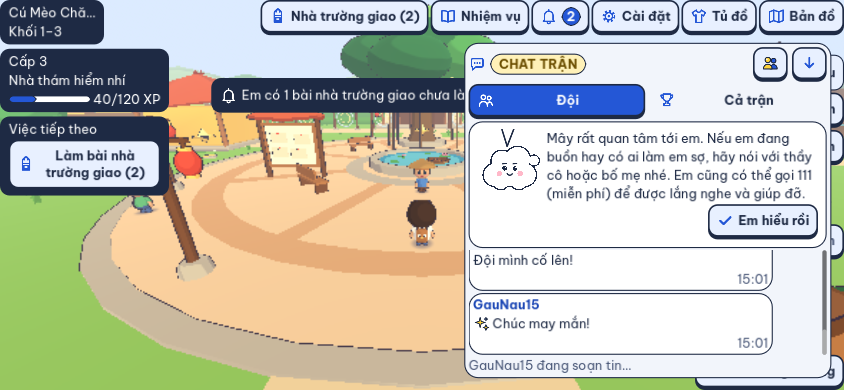 Cú Mèo Chă...
Khối 1-3
Nhà trường giao (2)
Nhiệm vụ
2
Cài đặt
Tủ đồ
Bản đồ
Cấp 3
Nhà thám hiểm nhí
40/120 XP
Việc tiếp theo
Làm bài nhà
trường giao (2)
Em có 1 bài nhà trường giao chưa là
CHAT TRẬN
Đội
Cả trận
Mây rất quan tâm tới em. Nếu em đang
buồn hay có ai làm em sợ, hãy nói với thầy
cô hoặc bố mẹ nhé. Em cũng có thể gọi 111
(miễn phí) để được lắng nghe và giúp đỡ.
Em hiểu rồi
Đội mình cố lên!
15:01
GauNau15
✨ Chúc may mắn!
15:01
GauNau15 đang soạn tin...